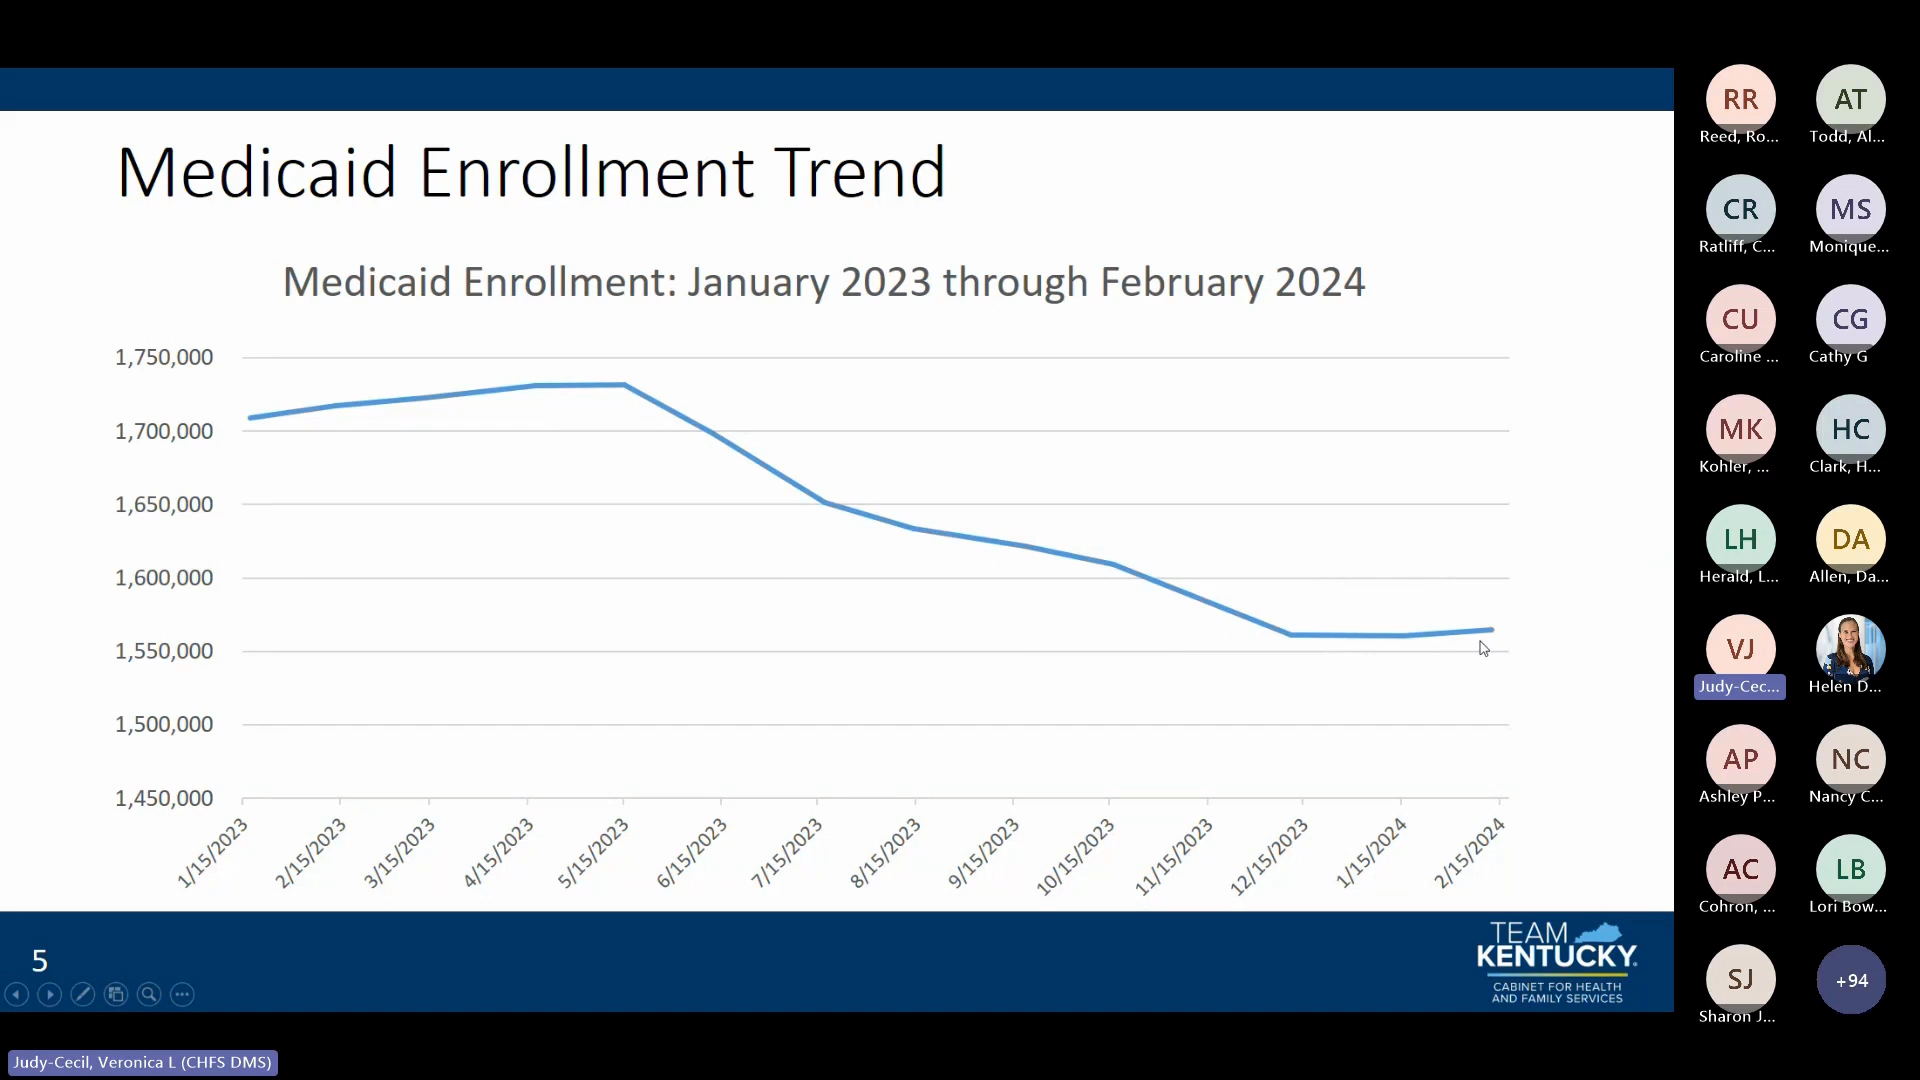 Medicaid Enrollment Trend
Medicaid Enrollment: January 2023 through February 2024
1,750,000
1,700,000
1,650,000
1,600,000
1,550,000
1,500,000
1,450,000
1/15/2023
2/15/2023
3/15/2023
4/15/2023
5/15/2023
6/15/2023
7/15/2023
8/15/2023
9/15/2023
10/15/2023
11/15/2023
12/15/2023
1/15/2024
2/15/2024
5
TEAM
KENTUCKY
CABINET FOR HEALTH
AND FAMILY SERVICES
Judy-Cecil, Veronica L (CHFS DMS)
RR
Reed, Ro...
AT
Todd, Al...
CR
Ratliff, C...
MS
Monique...
CU
Caroline ...
CG
Cathy G
MK
Kohler, ...
HC
Clark, H...
LH
Herald, L...
DA
Allen, Da...
VJ
Judy-Cec...
Helen D...
AP
Ashley P...
NC
Nancy C...
AC
Cohron, ...
LB
Lori Bow...
SJ
Sharon J...
+94